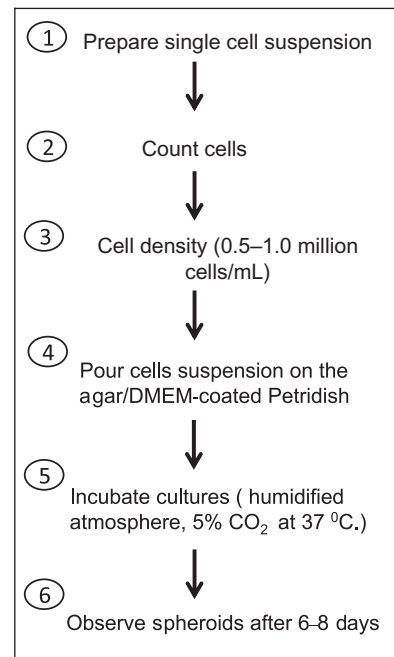 1 Prepare single cell suspension
2 Count cells
3 Cell density (0.5–1.0 million
cells/mL)
4 Pour cells suspension on the
agar/DMEM-coated Petridish
5 Incubate cultures ( humidified
atmosphere, 5% CO₂ at 37 ⁰C.)
6 Observe spheroids after 6–8 days